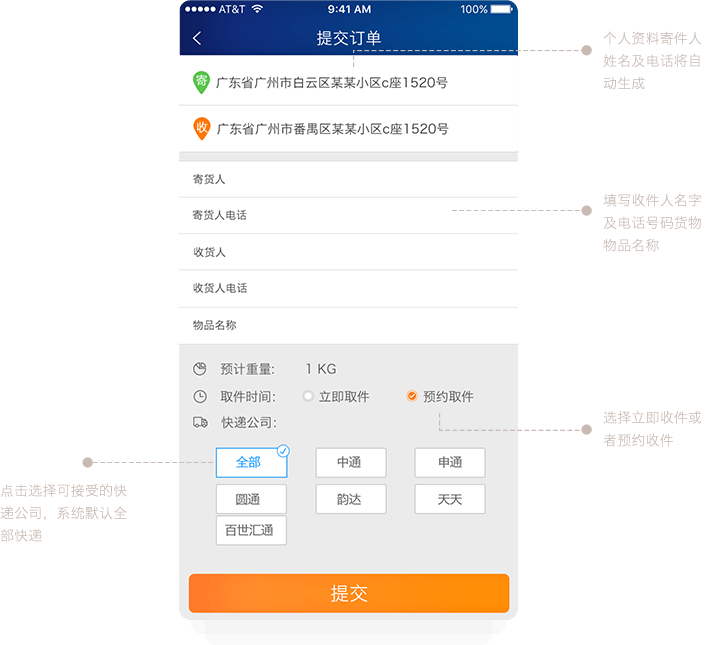 AT&T
9:41 AM
100%
提交订单
寄
广东省广州市白云区某某小区c座1520号
收
广东省广州市番禺区某某小区c座1520号
寄货人
寄货人电话
收货人
收货人电话
物品名称
预计重量: 1 KG
取件时间: 立即取件 预约取件
快递公司:
全部 中通 申通
圆通 韵达 天天
百世汇通
提交
个人资料寄件人
姓名及电话将自
动生成
填写收件人名字
及电话号码货物
物品名称
选择立即收件或
者预约收件
点击选择可接受的快
递公司，系统默认全
部快递